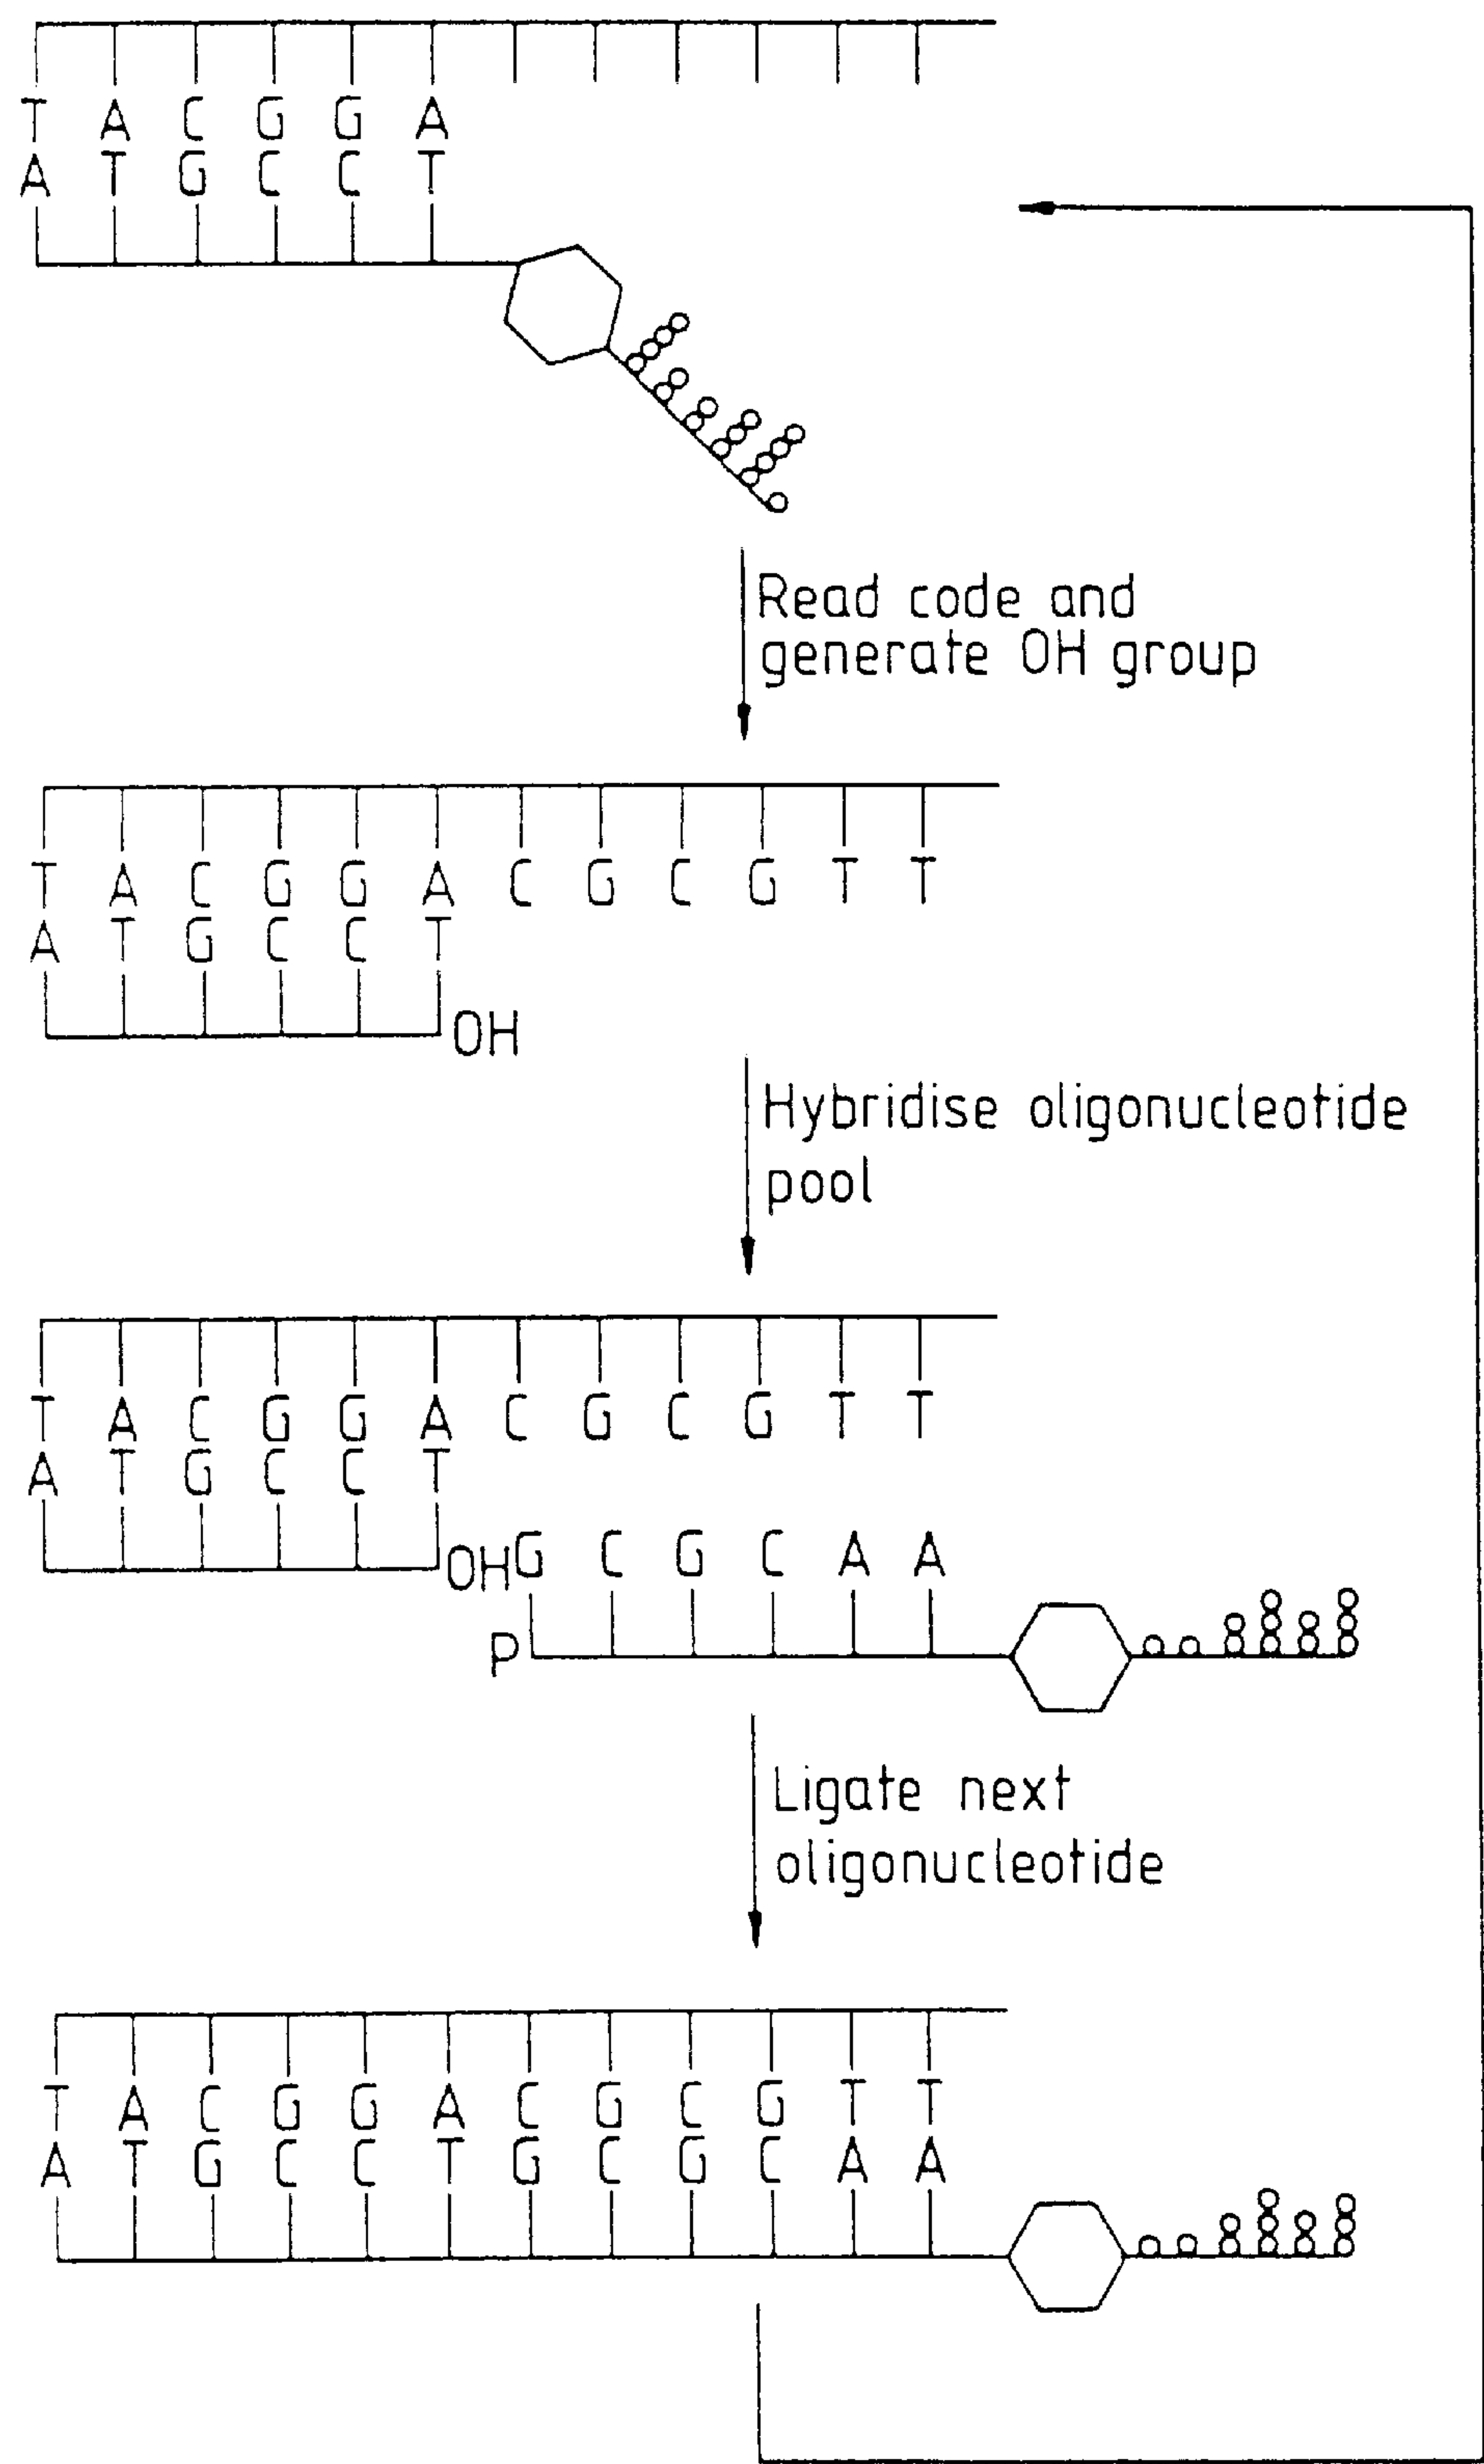 T A C G G A
A T G C C T
Read code and
generate OH group
T A C G G A C G C G T T
A T G C C T
OH
Hybridise oligonucleotide
pool
T A C G G A C G C G T T
A T G C C T
OH G C G C A A
P
Ligate next
oligonucleotide
T A C G G A C G C G T T
A T G C C T G C G C A A